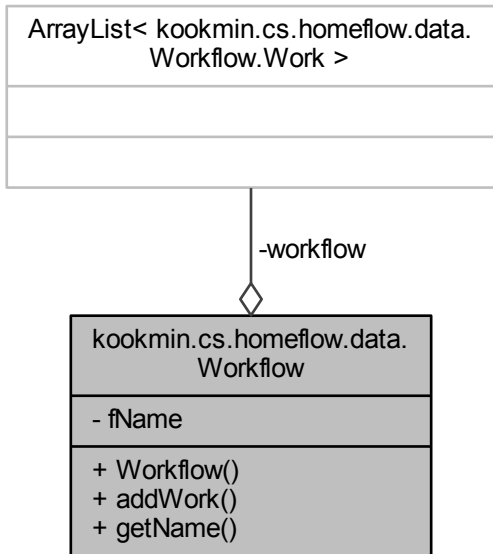 ArrayList< kookmin.cs.homeflow.data.
Workflow.Work >
-workflow
kookmin.cs.homeflow.data.
Workflow
- fName
+ Workflow()
+ addWork()
+ getName()